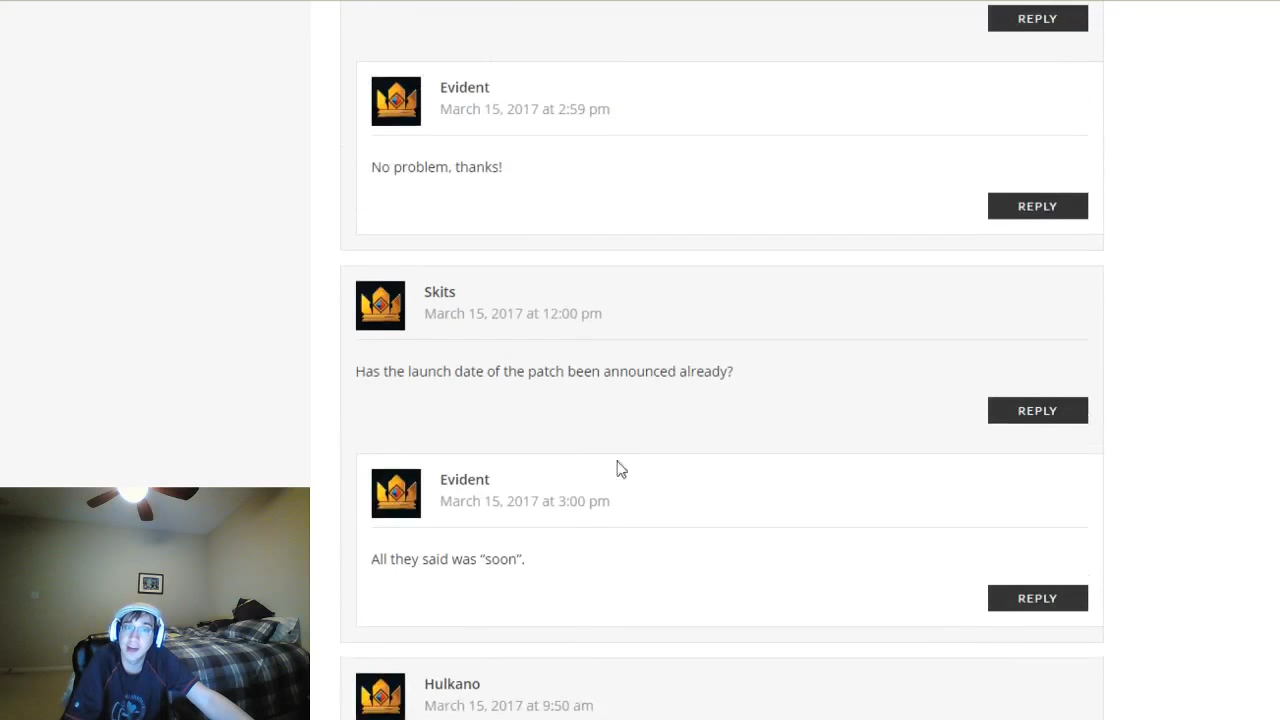 REPLY
Evident
March 15, 2017 at 2:59 pm
No problem, thanks!
REPLY
Skits
March 15, 2017 at 12:00 pm
Has the launch date of the patch been announced already?
REPLY
Evident
March 15, 2017 at 3:00 pm
All they said was “soon”.
REPLY
Hulkano
March 15, 2017 at 9:50 am